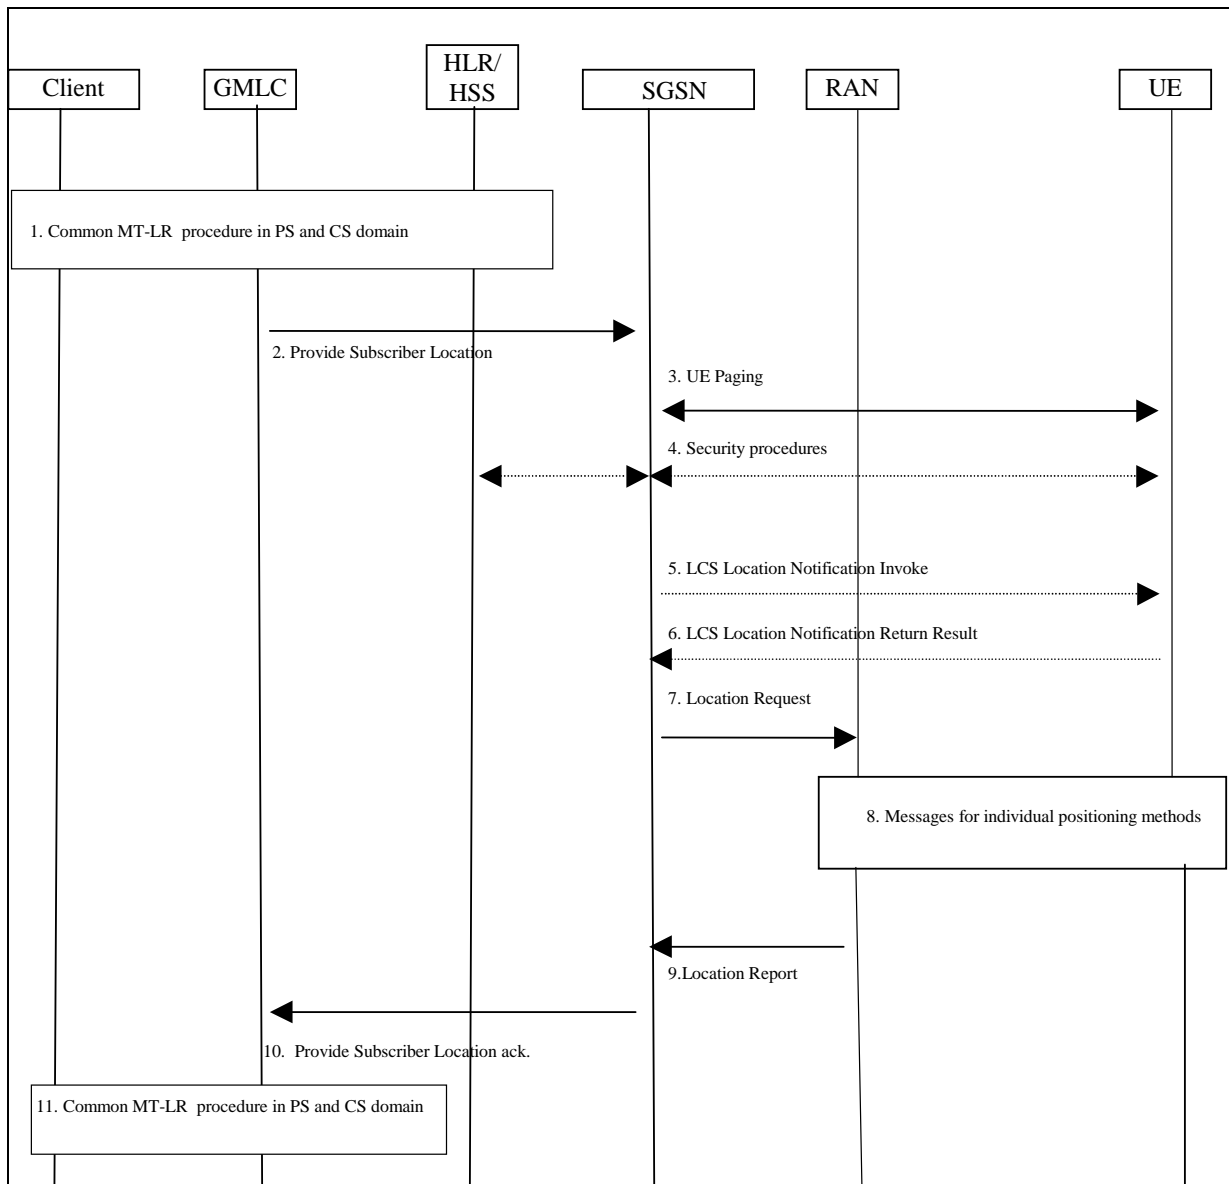 Client
GMLC
HLR/
HSS
SGSN
RAN
UE
1. Common MT-LR  procedure in PS and CS domain
2. Provide Subscriber Location
3. UE Paging
4. Security procedures
5. LCS Location Notification Invoke
6. LCS Location Notification Return Result
7. Location Request
8. Messages for individual positioning methods
9.Location Report
10.  Provide Subscriber Location ack.
11. Common MT-LR  procedure in PS and CS domain